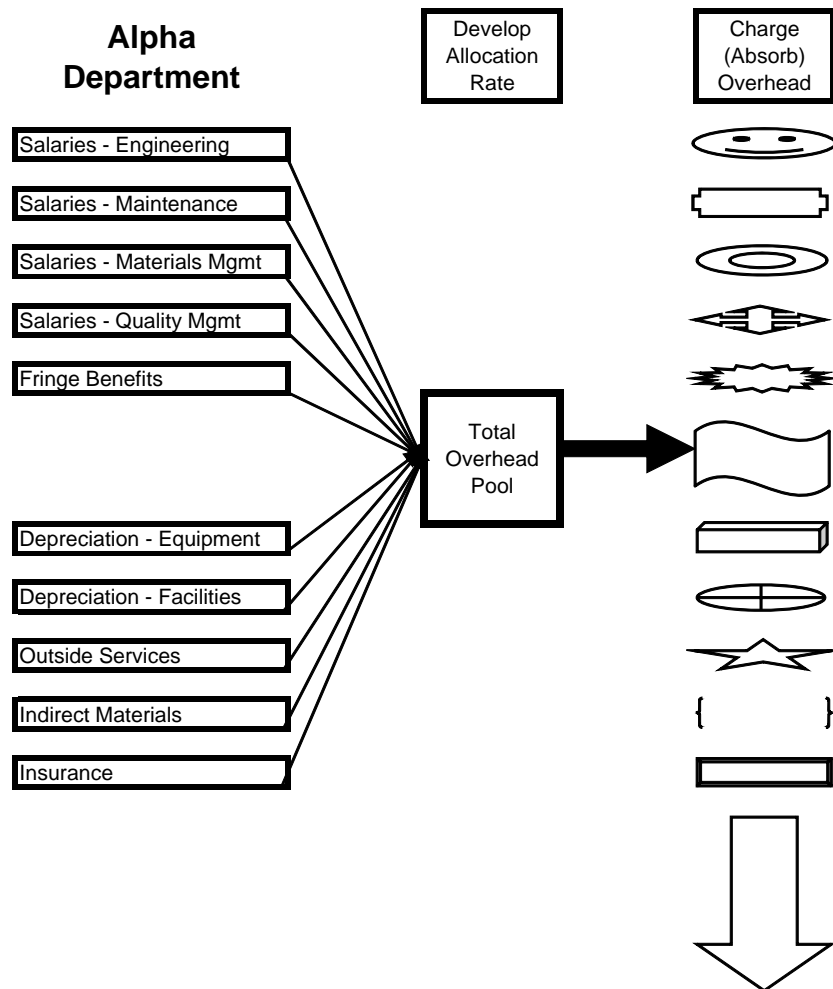 Alpha
Department
Develop
Allocation
Rate
Charge
(Absorb)
Overhead
Salaries - Engineering
Salaries - Maintenance
Salaries - Materials Mgmt
Salaries - Quality Mgmt
Fringe Benefits
Total
Overhead
Pool
Depreciation - Equipment
Depreciation - Facilities
Outside Services
Indirect Materials
Insurance